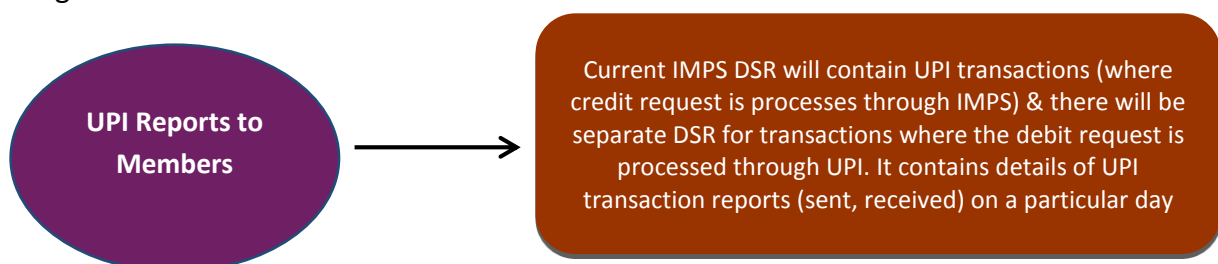 UPI Reports to
Members
Current IMPS DSR will contain UPI transactions (where
credit request is processes through IMPS) & there will be
separate DSR for transactions where the debit request is
processed through UPI. It contains details of UPI
transaction reports (sent, received) on a particular day